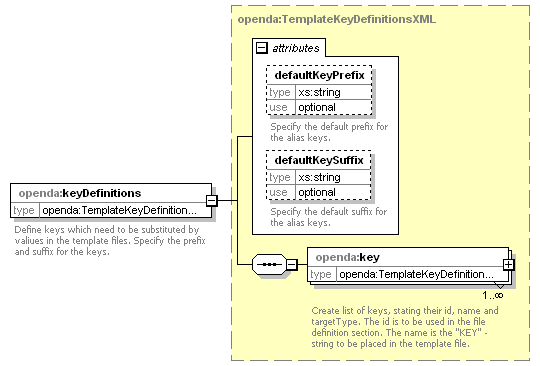 openda:TemplateKeyDefinitionsXML
attributes
defaultKeyPrefix
type xs:string
use optional
Specify the default prefix for
the alias keys.
defaultKeySuffix
type xs:string
use optional
Specify the default suffix for
the alias keys.
openda:keyDefinitions
type openda:TemplateKeyDefinition...
Define keys which need to be substituted by
valiues in the template files. Specify the prefix
and suffix for the keys.
openda:key
type openda:TemplateKeyDefinition...
1..∞
Create list of keys, stating their id, name and
targetType. The id is to be used in the file
definition section. The name is the "KEY" -
string to be placed in the template file.